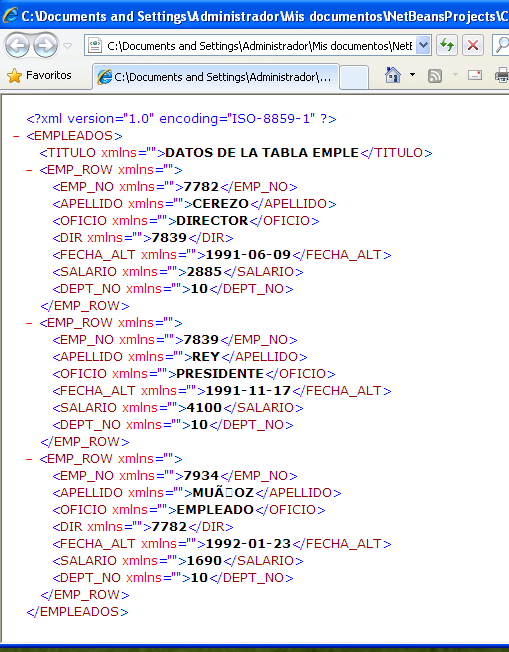 C:\Documents and Settings\Administrador\Mis documentos\NetBeansProjects\C
C:\Documents and Settings\Administrador\Mis documentos\NetB
Favoritos
C:\Documents and Settings\Administrador\...
<?xml version="1.0" encoding="ISO-8859-1" ?>
- <EMPLEADOS>
<TITULO xmlns="">DATOS DE LA TABLA EMPLE</TITULO>
- <EMP_ROW xmlns="">
<EMP_NO xmlns="">7782</EMP_NO>
<APELLIDO xmlns="">CEREZO</APELLIDO>
<OFICIO xmlns="">DIRECTOR</OFICIO>
<DIR xmlns="">7839</DIR>
<FECHA_ALT xmlns="">1991-06-09</FECHA_ALT>
<SALARIO xmlns="">2885</SALARIO>
<DEPT_NO xmlns="">10</DEPT_NO>
</EMP_ROW>
- <EMP_ROW xmlns="">
<EMP_NO xmlns="">7839</EMP_NO>
<APELLIDO xmlns="">REY</APELLIDO>
<OFICIO xmlns="">PRESIDENTE</OFICIO>
<FECHA_ALT xmlns="">1991-11-17</FECHA_ALT>
<SALARIO xmlns="">4100</SALARIO>
<DEPT_NO xmlns="">10</DEPT_NO>
</EMP_ROW>
- <EMP_ROW xmlns="">
<EMP_NO xmlns="">7934</EMP_NO>
<APELLIDO xmlns="">MUÃ□OZ</APELLIDO>
<OFICIO xmlns="">EMPLEADO</OFICIO>
<DIR xmlns="">7782</DIR>
<FECHA_ALT xmlns="">1992-01-23</FECHA_ALT>
<SALARIO xmlns="">1690</SALARIO>
<DEPT_NO xmlns="">10</DEPT_NO>
</EMP_ROW>
</EMPLEADOS>